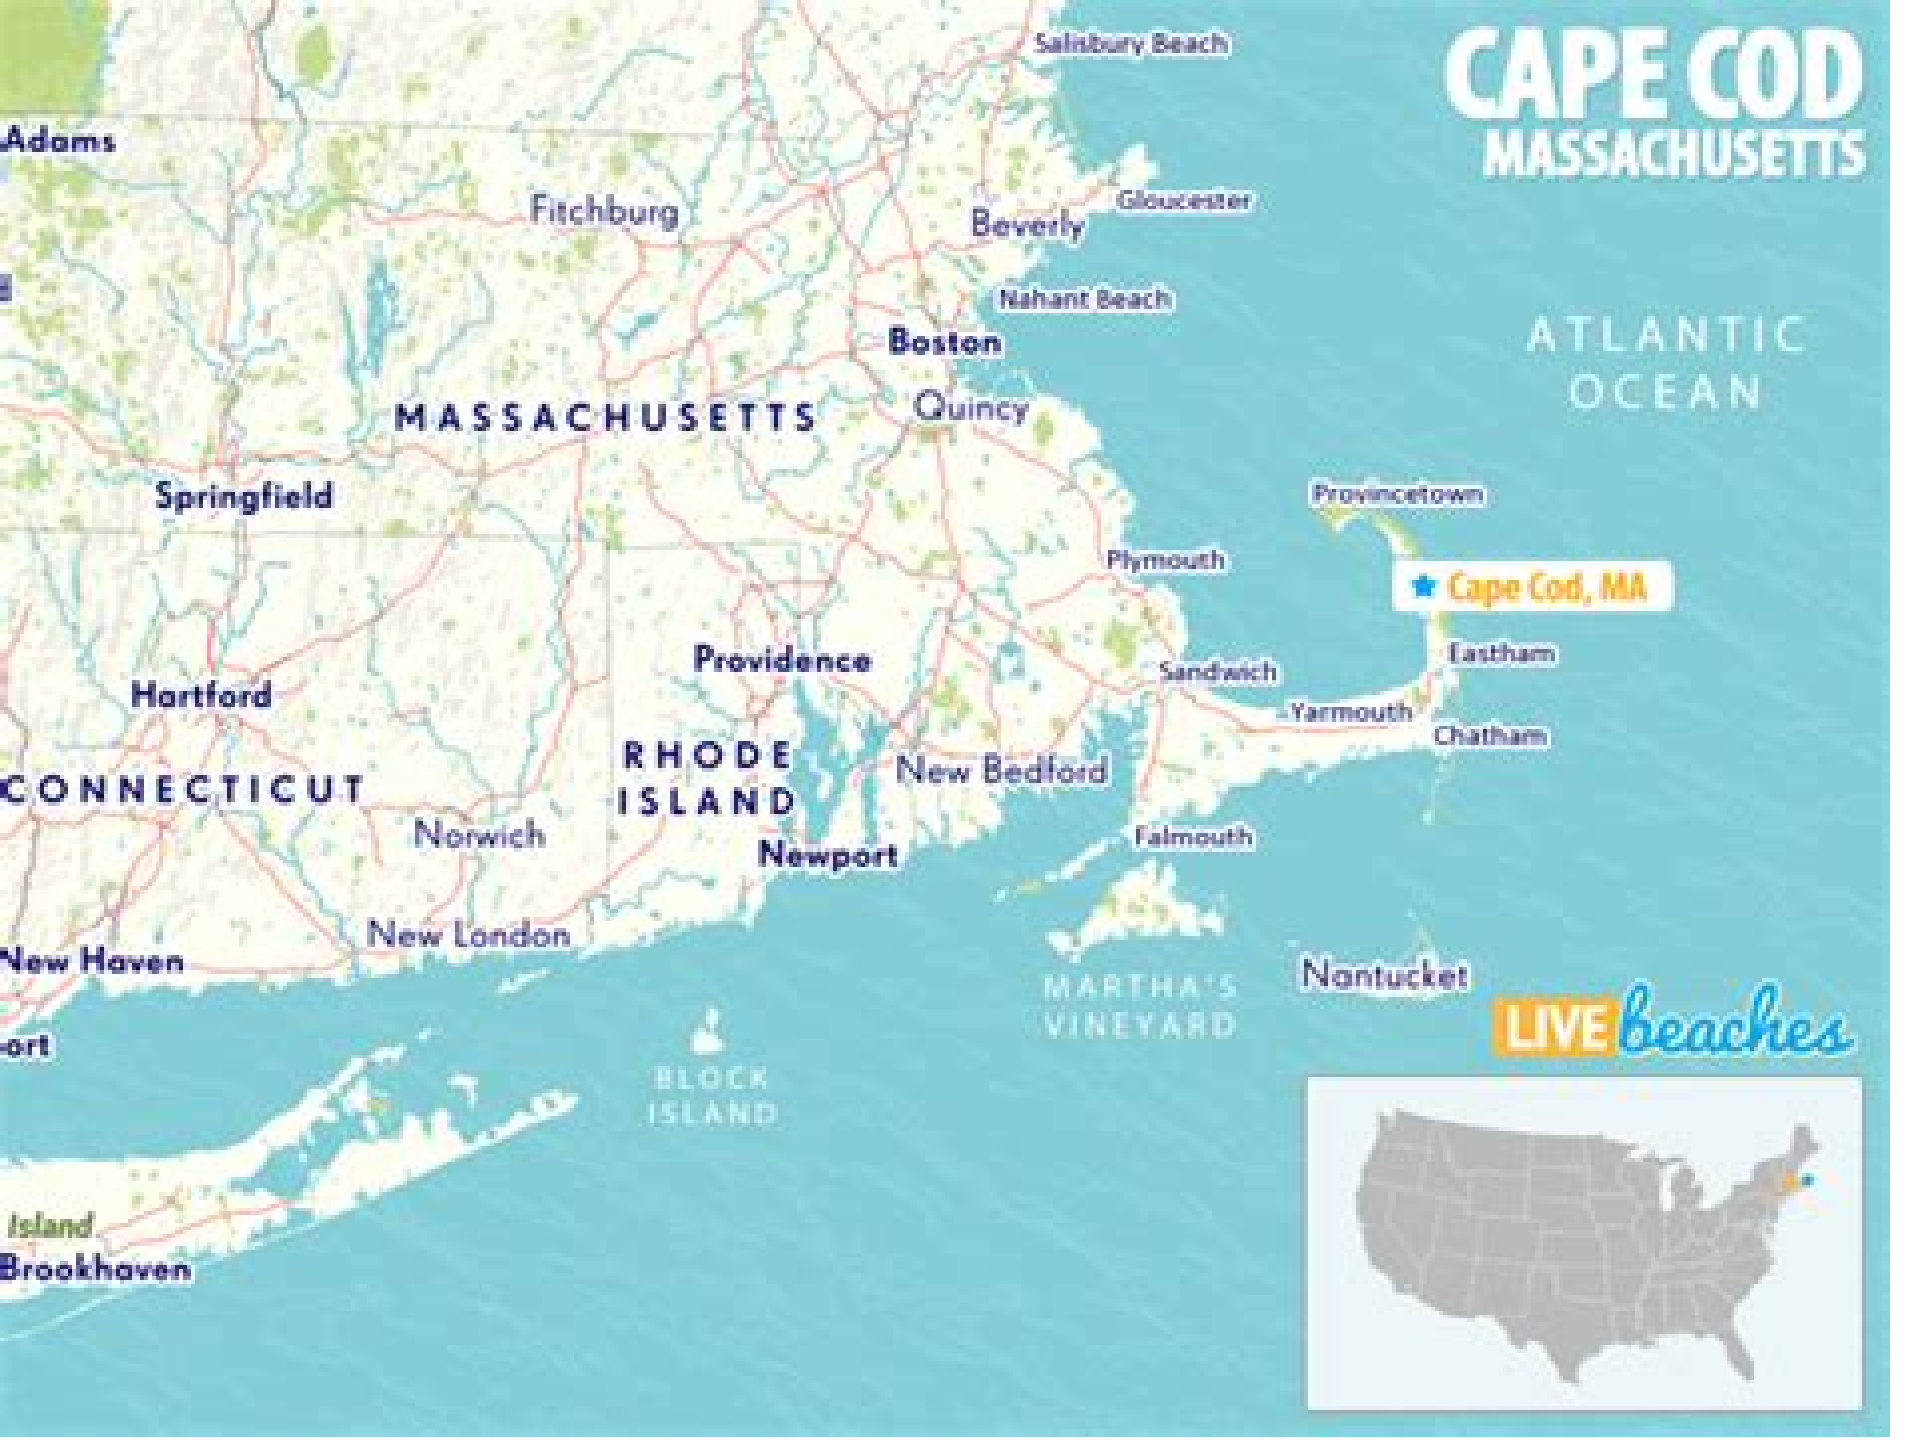 CAPE COD
MASSACHUSETTS
Salisbury Beach
Adams
Fitchburg
Gloucester
Beverly
Nahant Beach
Boston
ATLANTIC
OCEAN
MASSACHUSETTS
Quincy
Springfield
Provincetown
Plymouth
Cape Cod, MA
Eastham
Providence
Sandwich
Hartford
Yarmouth
Chatham
RHODE
ISLAND
New Bedford
CONNECTICUT
Norwich
Falmouth
Newport
New London
New Haven
Nantucket
MARTHA'S
VINEYARD
LIVE beaches
ort
BLOCK
ISLAND
Island
Brookhaven